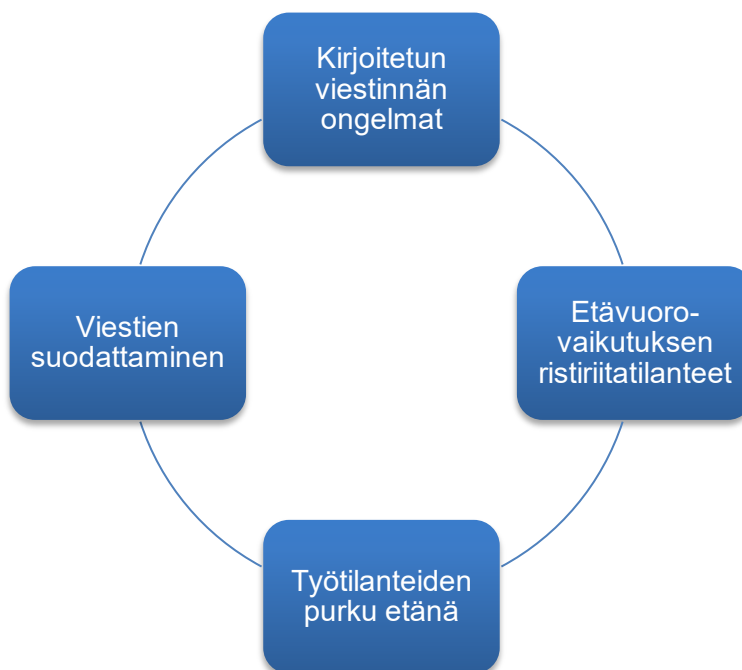 Kirjoitetun
viestinnän
ongelmat
Etävuoro-
vaikutuksen
ristiriitatilanteet
Työtilanteiden
purku etänä
Viestien
suodattaminen